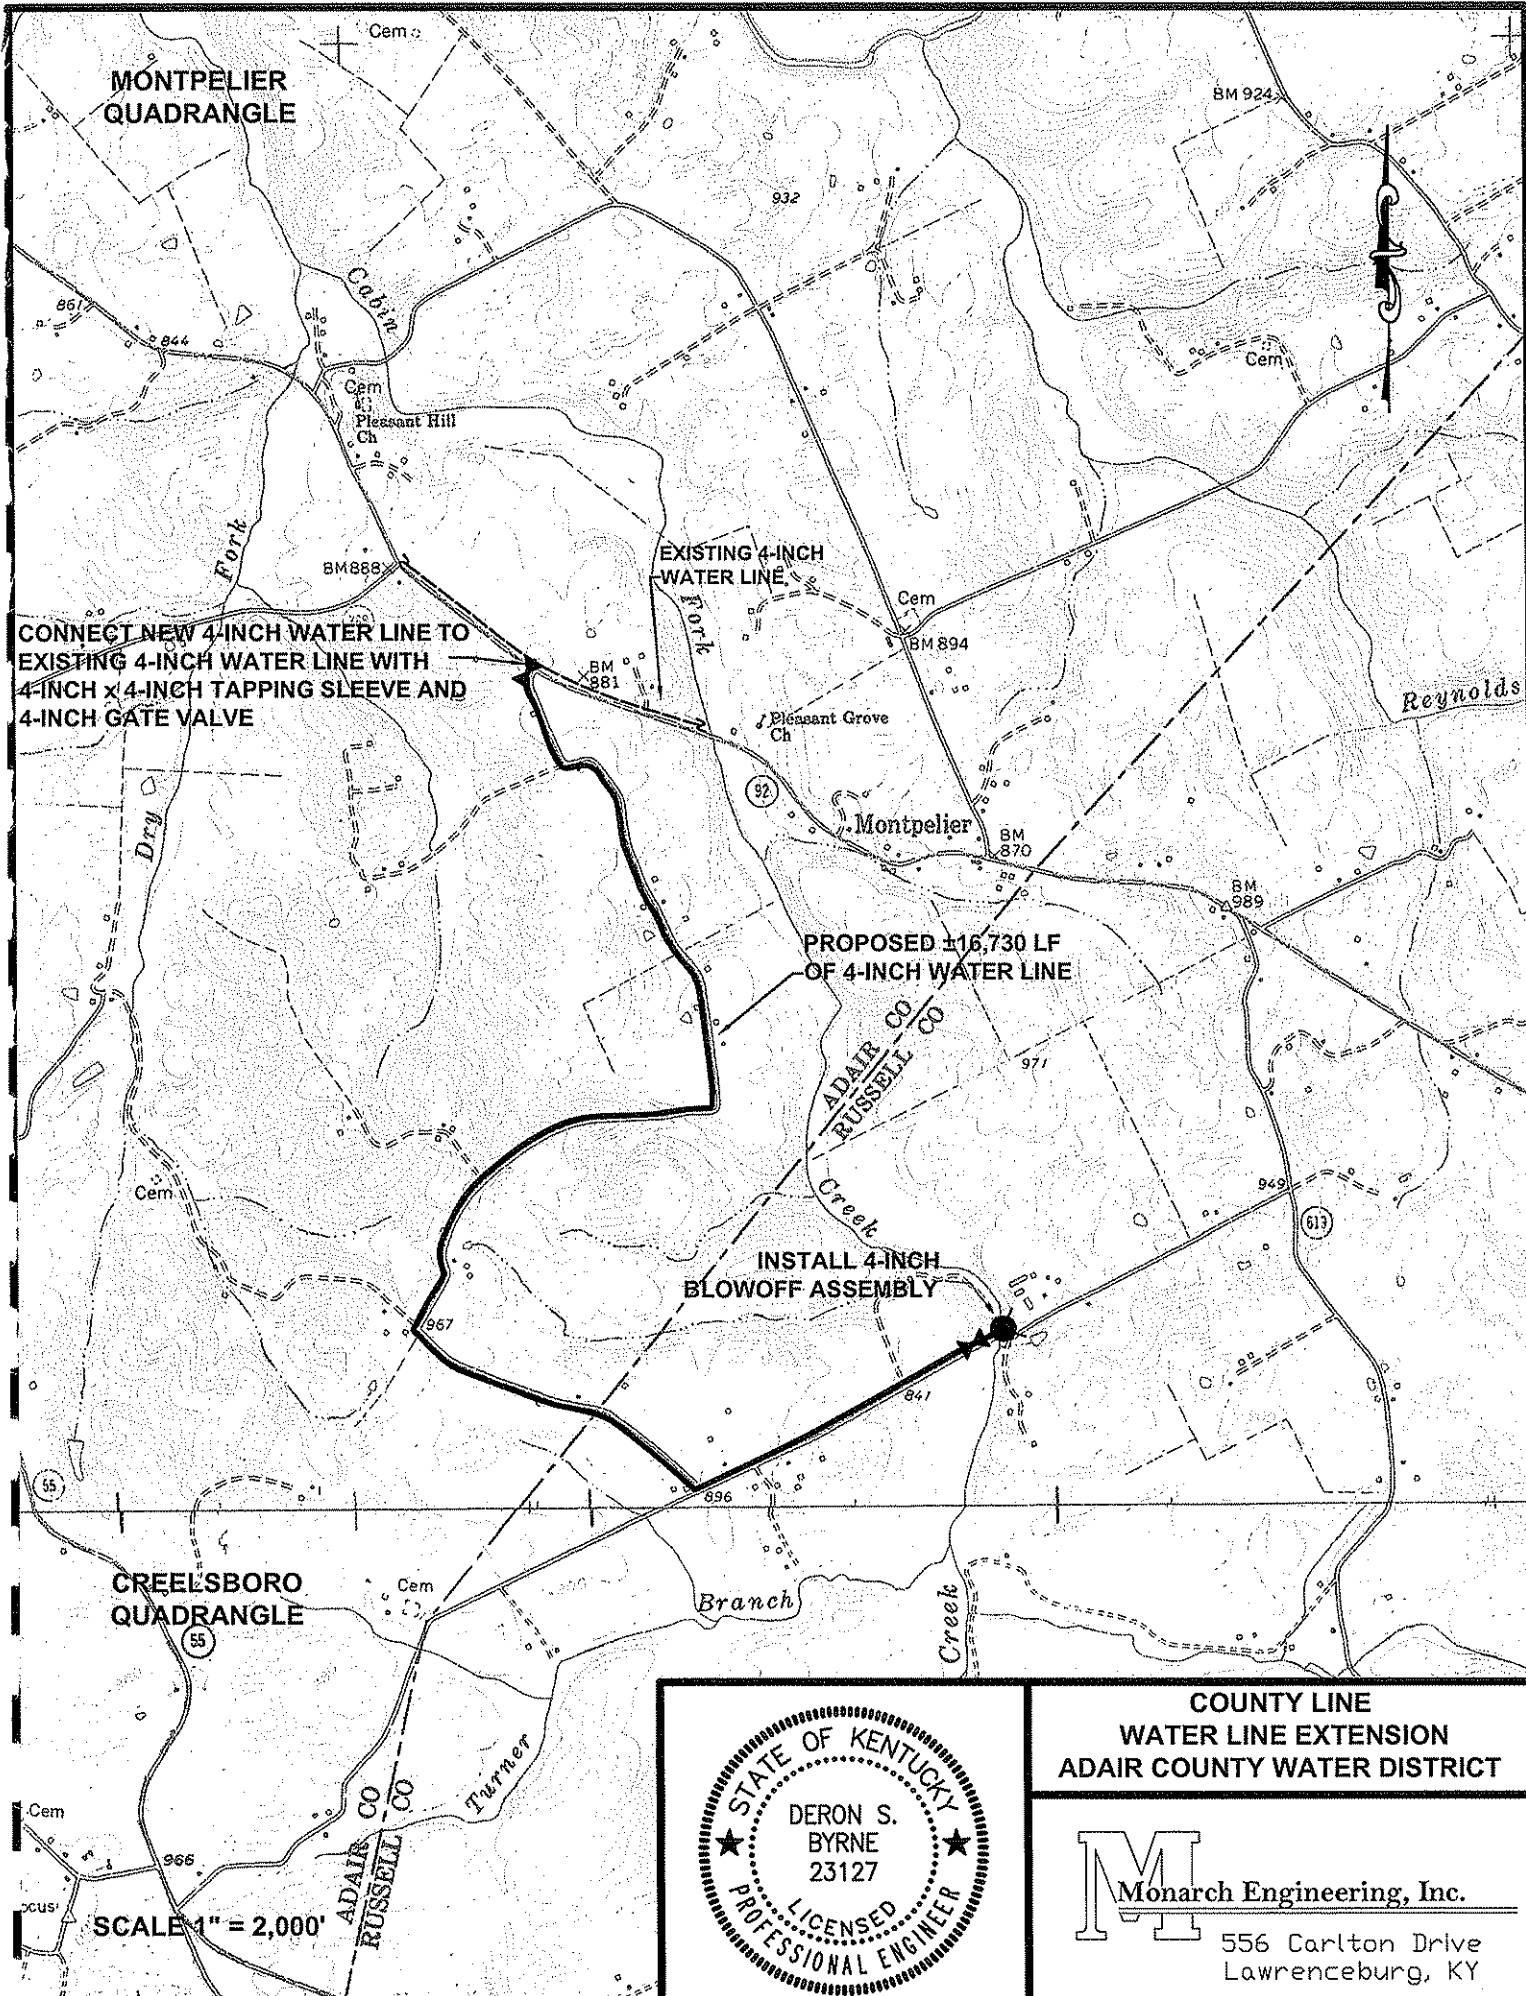 Cem
MONTPELIER
QUADRANGLE
BM 924
932
Cabin
861
844
Cem
Cem
Pleasant Hill
Ch
Fork
EXISTING 4-INCH
WATER LINE
BM 888
Fork
Cem
CONNECT NEW 4-INCH WATER LINE TO
EXISTING 4-INCH WATER LINE WITH
4-INCH x 4-INCH TAPPING SLEEVE AND
4-INCH GATE VALVE
BM
881
BM 894
Reynolds
Pleasant Grove
Ch
92
Dry
Montpelier
BM
870
BM
989
PROPOSED ±16,730 LF
OF 4-INCH WATER LINE
ADAIR CO
RUSSELL CO
971
Cem
949
Creek
613
INSTALL 4-INCH
BLOWOFF ASSEMBLY
967
841
55
896
CREELSBORO
QUADRANGLE
Cem
Branch
Creek
55
Turner
Cem
966
ADAIR CO
RUSSELL CO
SCALE 1" = 2,000'
STATE OF KENTUCKY
DERON S.
BYRNE
23127
LICENSED
PROFESSIONAL ENGINEER
COUNTY LINE
WATER LINE EXTENSION
ADAIR COUNTY WATER DISTRICT
M
Monarch Engineering, Inc.
556 Carlton Drive
Lawrenceburg, KY